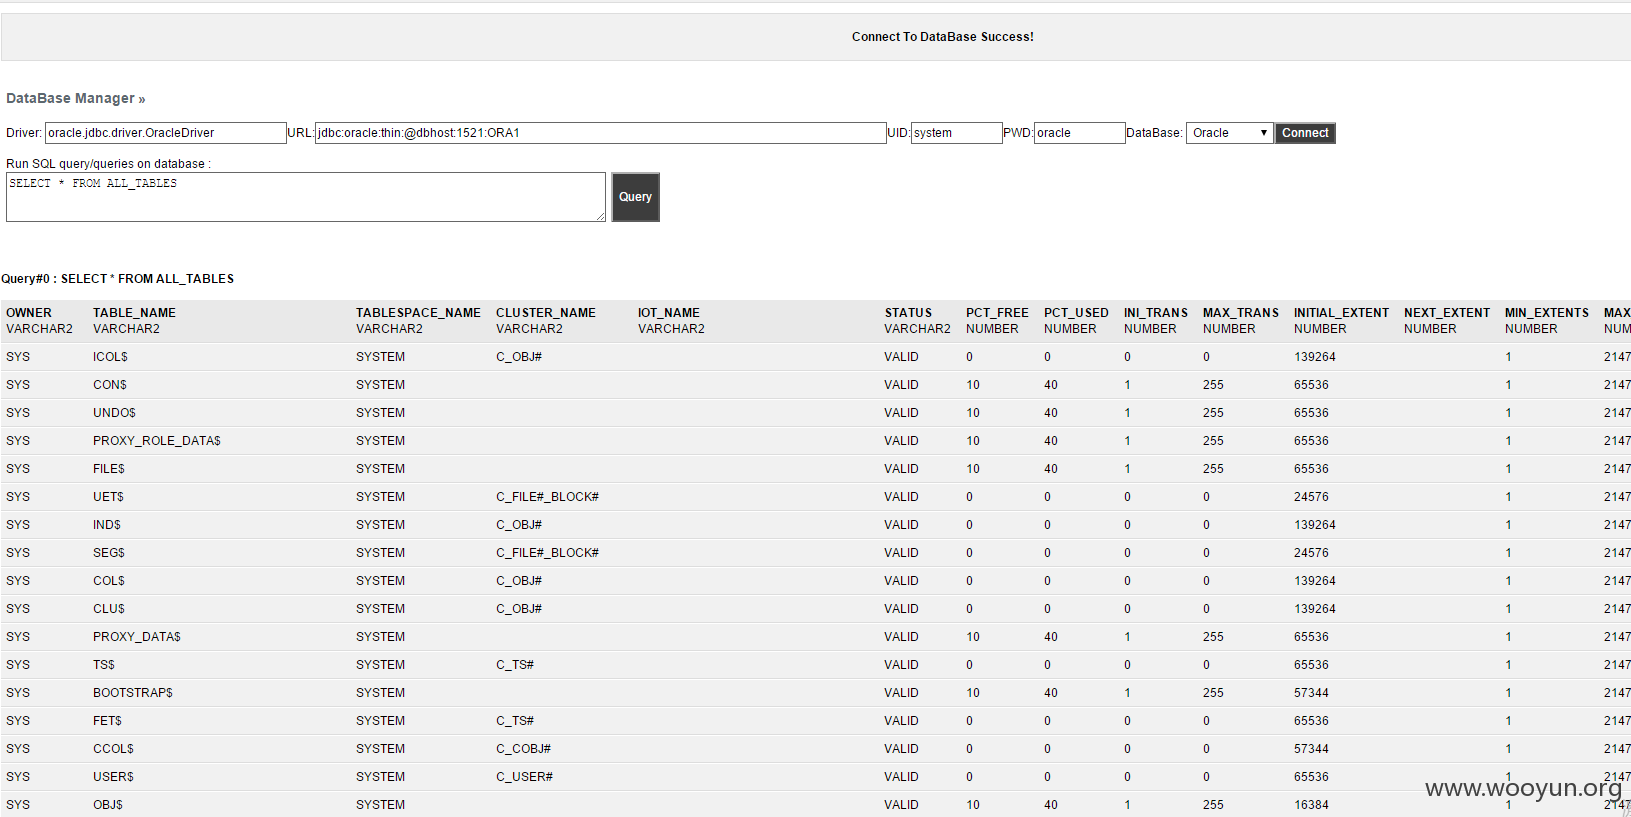 Connect To DataBase Success!
DataBase Manager »
Driver: oracle.jdbc.driver.OracleDriver URL: jdbc:oracle:thin:@dbhost:1521:ORA1 UID: system PWD: oracle DataBase: Oracle Connect
Run SQL query/queries on database :
SELECT * FROM ALL_TABLES
Query
Query#0 : SELECT * FROM ALL_TABLES
OWNER TABLE_NAME TABLESPACE_NAME CLUSTER_NAME IOT_NAME STATUS PCT_FREE PCT_USED INI_TRANS MAX_TRANS INITIAL_EXTENT NEXT_EXTENT MIN_EXTENTS MAX
VARCHAR2 VARCHAR2 VARCHAR2 VARCHAR2 VARCHAR2 VARCHAR2 NUMBER NUMBER NUMBER NUMBER NUMBER NUMBER NUMBER NUM
SYS ICOL$ SYSTEM C_OBJ# VALID 0 0 0 0 139264 1 2147
SYS CON$ SYSTEM VALID 10 40 1 255 65536 1 2147
SYS UNDO$ SYSTEM VALID 10 40 1 255 65536 1 2147
SYS PROXY_ROLE_DATA$ SYSTEM VALID 10 40 1 255 65536 1 2147
SYS FILE$ SYSTEM VALID 10 40 1 255 65536 1 2147
SYS UET$ SYSTEM C_FILE#_BLOCK# VALID 0 0 0 0 24576 1 2147
SYS IND$ SYSTEM C_OBJ# VALID 0 0 0 0 139264 1 2147
SYS SEG$ SYSTEM C_FILE#_BLOCK# VALID 0 0 0 0 24576 1 2147
SYS COL$ SYSTEM C_OBJ# VALID 0 0 0 0 139264 1 2147
SYS CLU$ SYSTEM C_OBJ# VALID 0 0 0 0 139264 1 2147
SYS PROXY_DATA$ SYSTEM VALID 10 40 1 255 65536 1 2147
SYS TS$ SYSTEM C_TS# VALID 0 0 0 0 65536 1 2147
SYS BOOTSTRAP$ SYSTEM VALID 10 40 1 255 57344 1 2147
SYS FET$ SYSTEM C_TS# VALID 0 0 0 0 65536 1 2147
SYS CCOL$ SYSTEM C_COBJ# VALID 0 0 0 0 57344 1 2147
SYS USER$ SYSTEM C_USER# VALID 0 0 0 0 65536 1 2147
SYS OBJ$ SYSTEM VALID 10 40 1 255 16384 1 2147
www.wooyun.org